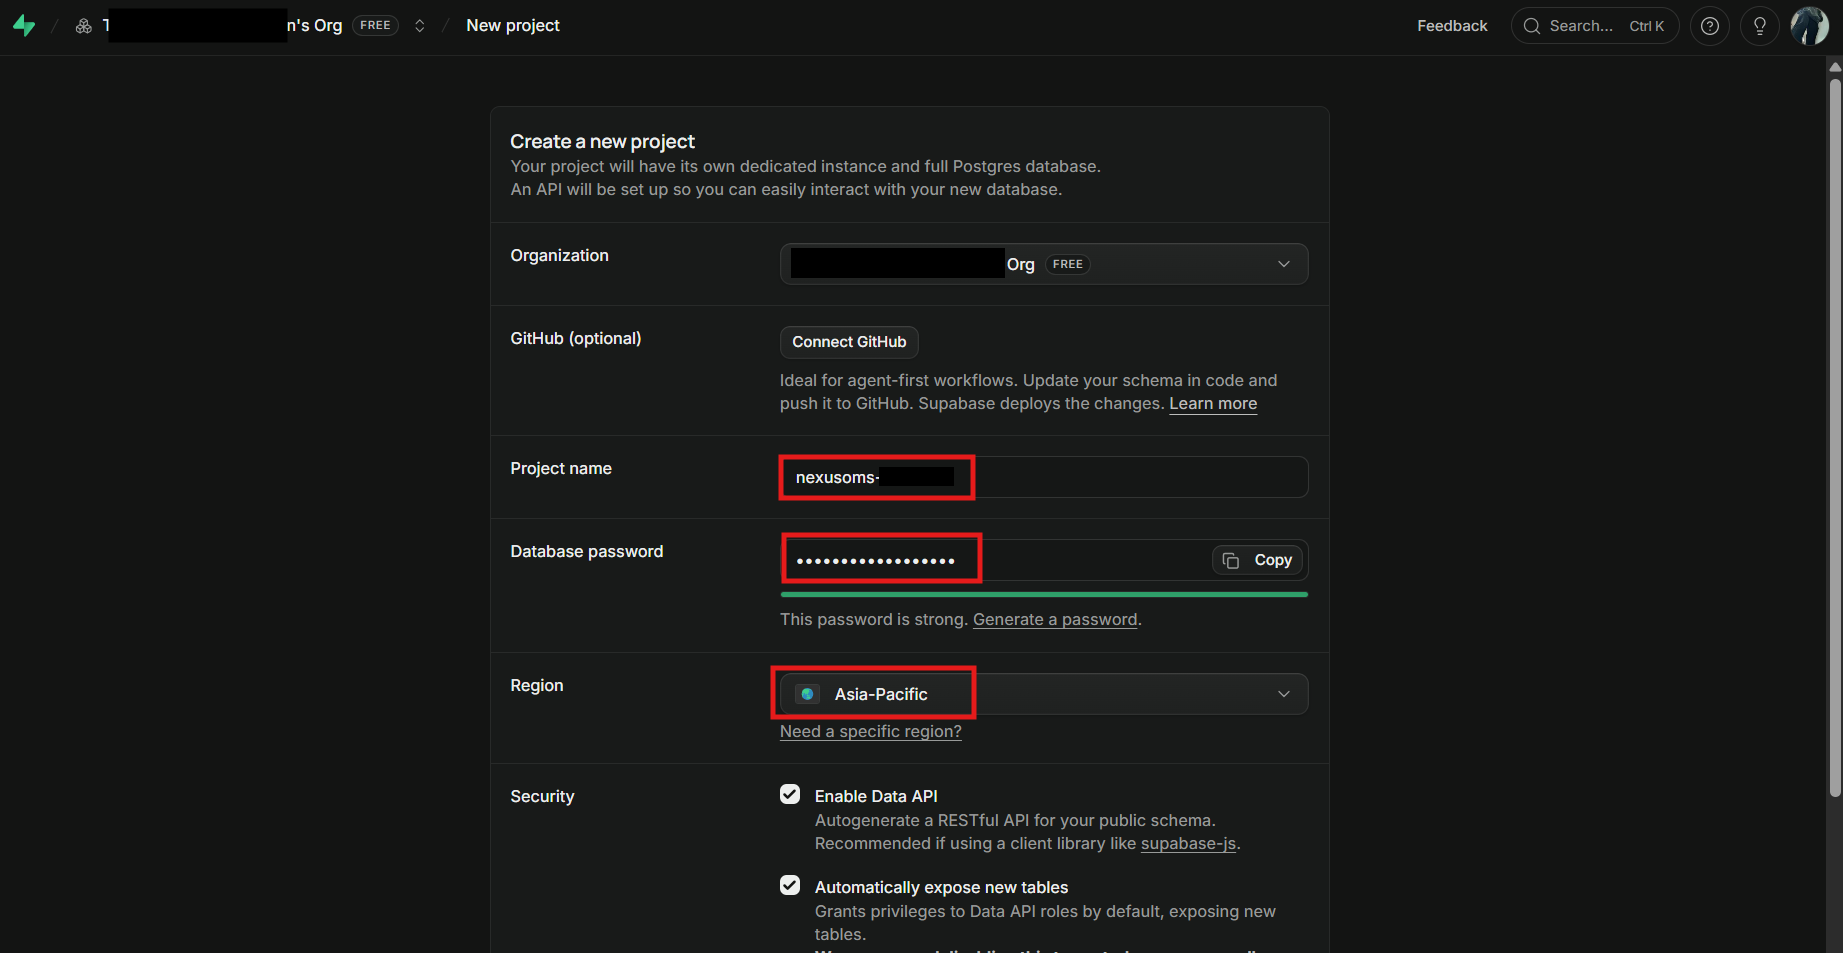 T
n's Org FREE
New project
Feedback
Search... Ctrl K
Create a new project
Your project will have its own dedicated instance and full Postgres database.
An API will be set up so you can easily interact with your new database.
Organization
Org FREE
GitHub (optional)
Connect GitHub
Ideal for agent-first workflows. Update your schema in code and
push it to GitHub. Supabase deploys the changes. Learn more
Project name
nexusoms-
Database password
••••••••••••••••••
Copy
This password is strong. Generate a password.
Region
Asia-Pacific
Need a specific region?
Security
Enable Data API
Autogenerate a RESTful API for your public schema.
Recommended if using a client library like supabase-js.
Automatically expose new tables
Grants privileges to Data API roles by default, exposing new
tables.